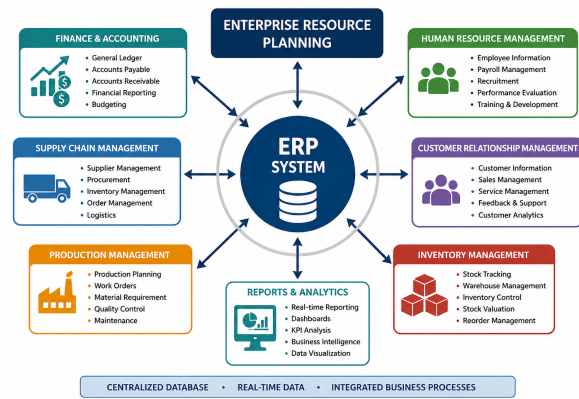 ENTERPRISE RESOURCE
PLANNING
FINANCE & ACCOUNTING
• General Ledger
• Accounts Payable
• Accounts Receivable
• Financial Reporting
• Budgeting
HUMAN RESOURCE MANAGEMENT
• Employee Information
• Payroll Management
• Recruitment
• Performance Evaluation
• Training & Development
SUPPLY CHAIN MANAGEMENT
• Supplier Management
• Procurement
• Inventory Management
• Order Management
• Logistics
ERP
SYSTEM
CUSTOMER RELATIONSHIP MANAGEMENT
• Customer Information
• Sales Management
• Service Management
• Feedback & Support
• Customer Analytics
PRODUCTION MANAGEMENT
• Production Planning
• Work Orders
• Material Requirement
• Quality Control
• Maintenance
REPORTS & ANALYTICS
• Real-time Reporting
• Dashboards
• KPI Analysis
• Business Intelligence
• Data Visualization
INVENTORY MANAGEMENT
• Stock Tracking
• Warehouse Management
• Inventory Control
• Stock Valuation
• Reorder Management
CENTRALIZED DATABASE • REAL-TIME DATA • INTEGRATED BUSINESS PROCESSES